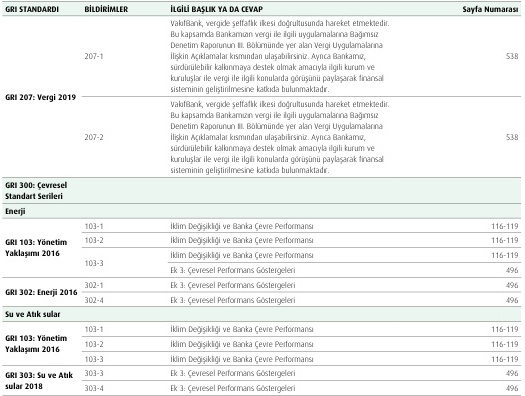 GRI STANDARDI BİLDİRİMLER İLGİLİ BAŞLIK YA DA CEVAP Sayfa Numarası
GRI 207: Vergi 2019
207-1
VakıfBank, vergide şeffaflık ilkesi doğrultusunda hareket etmektedir.
Bu kapsamda Bankamızın vergi ile ilgili uygulamalarına Bağımsız
Denetim Raporunun III. Bölümünde yer alan Vergi Uygulamalarına
İlişkin Açıklamalar kısmından ulaşabilirsiniz. Ayrıca Bankamız,
sürdürülebilir kalkınmaya destek olmak amacıyla ilgili kurum ve
kuruluşlar ile vergi ile ilgili konularda görüşünü paylaşarak finansal
sisteminin geliştirilmesine katkıda bulunmaktadır.
538
207-2
VakıfBank, vergide şeffaflık ilkesi doğrultusunda hareket etmektedir.
Bu kapsamda Bankamızın vergi ile ilgili uygulamalarına Bağımsız
Denetim Raporunun III. Bölümünde yer alan Vergi Uygulamalarına
İlişkin Açıklamalar kısmından ulaşabilirsiniz. Ayrıca Bankamız,
sürdürülebilir kalkınmaya destek olmak amacıyla ilgili kurum ve
kuruluşlar ile vergi ile ilgili konularda görüşünü paylaşarak finansal
sisteminin geliştirilmesine katkıda bulunmaktadır.
538
GRI 300: Çevresel
Standart Serileri
Enerji
GRI 103: Yönetim
Yaklaşımı 2016
103-1 İklim Değişikliği ve Banka Çevre Performansı 116-119
103-2 İklim Değişikliği ve Banka Çevre Performansı 116-119
103-3
İklim Değişikliği ve Banka Çevre Performansı 116-119
Ek 3: Çevresel Performans Göstergeleri 496
GRI 302: Enerji 2016
302-1 Ek 3: Çevresel Performans Göstergeleri 496
302-4 Ek 3: Çevresel Performans Göstergeleri 496
Su ve Atık sular
GRI 103: Yönetim
Yaklaşımı 2016
103-1 İklim Değişikliği ve Banka Çevre Performansı 116-119
103-2 İklim Değişikliği ve Banka Çevre Performansı 116-119
103-3 İklim Değişikliği ve Banka Çevre Performansı 116-119
GRI 303: Su ve Atık
sular 2018
303-3 Ek 3: Çevresel Performans Göstergeleri 496
303-4 Ek 3: Çevresel Performans Göstergeleri 496